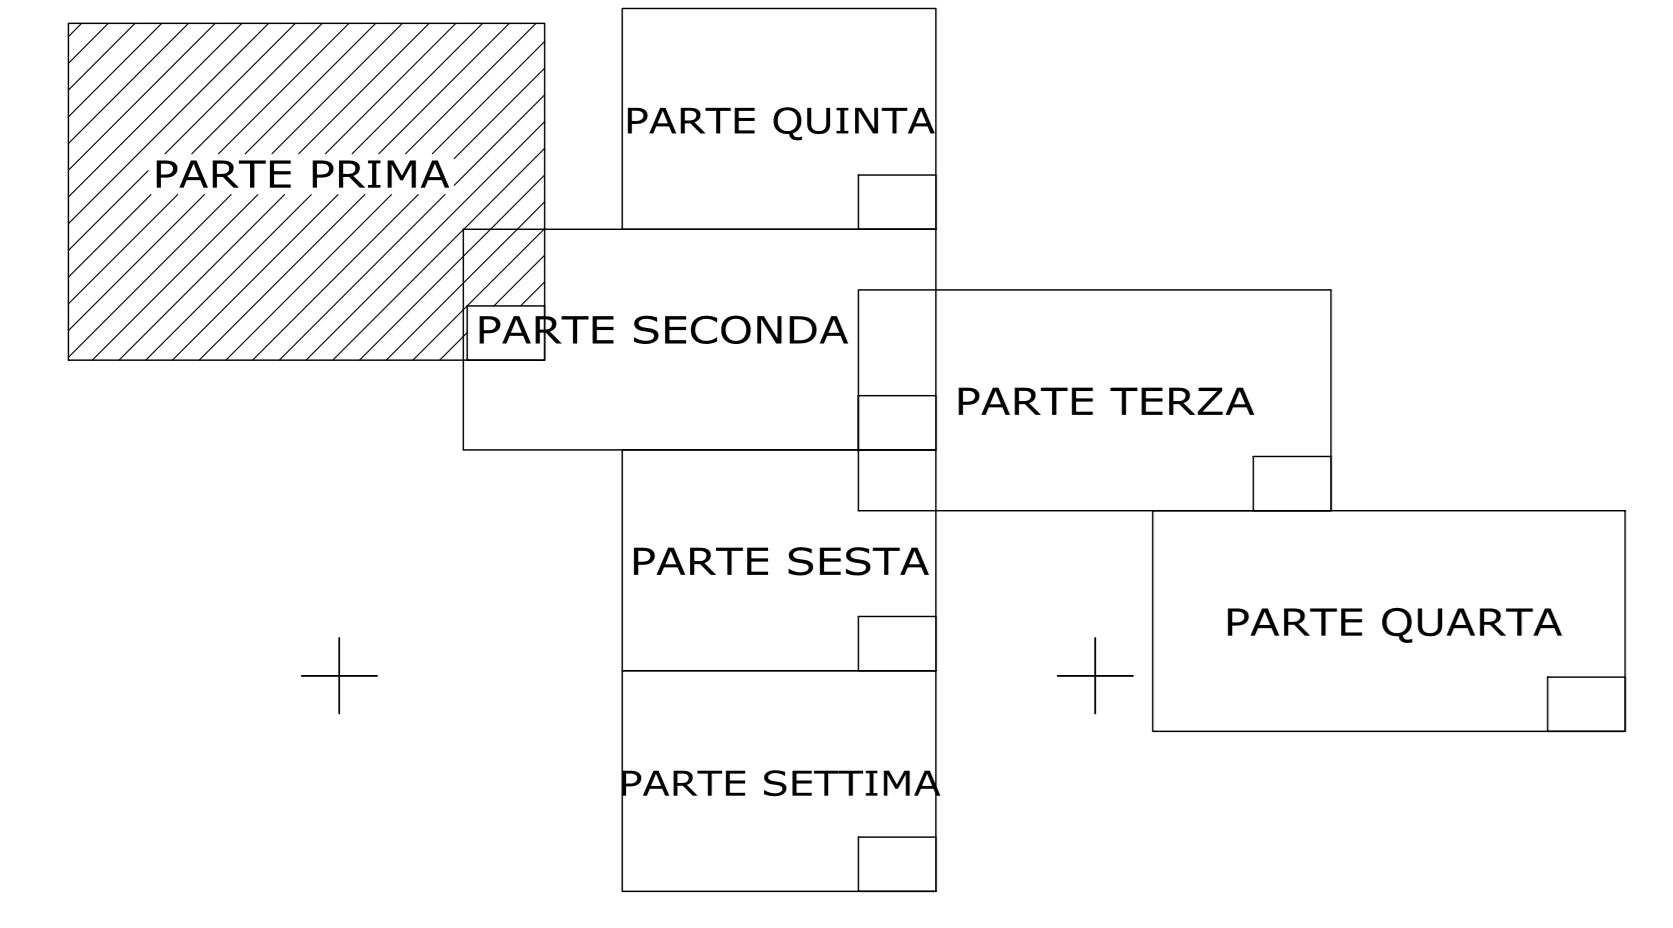 PARTE QUINTA
PARTE PRIMA
PARTE SECONDA
PARTE TERZA
PARTE SESTA
PARTE QUARTA
PARTE SETTIMA